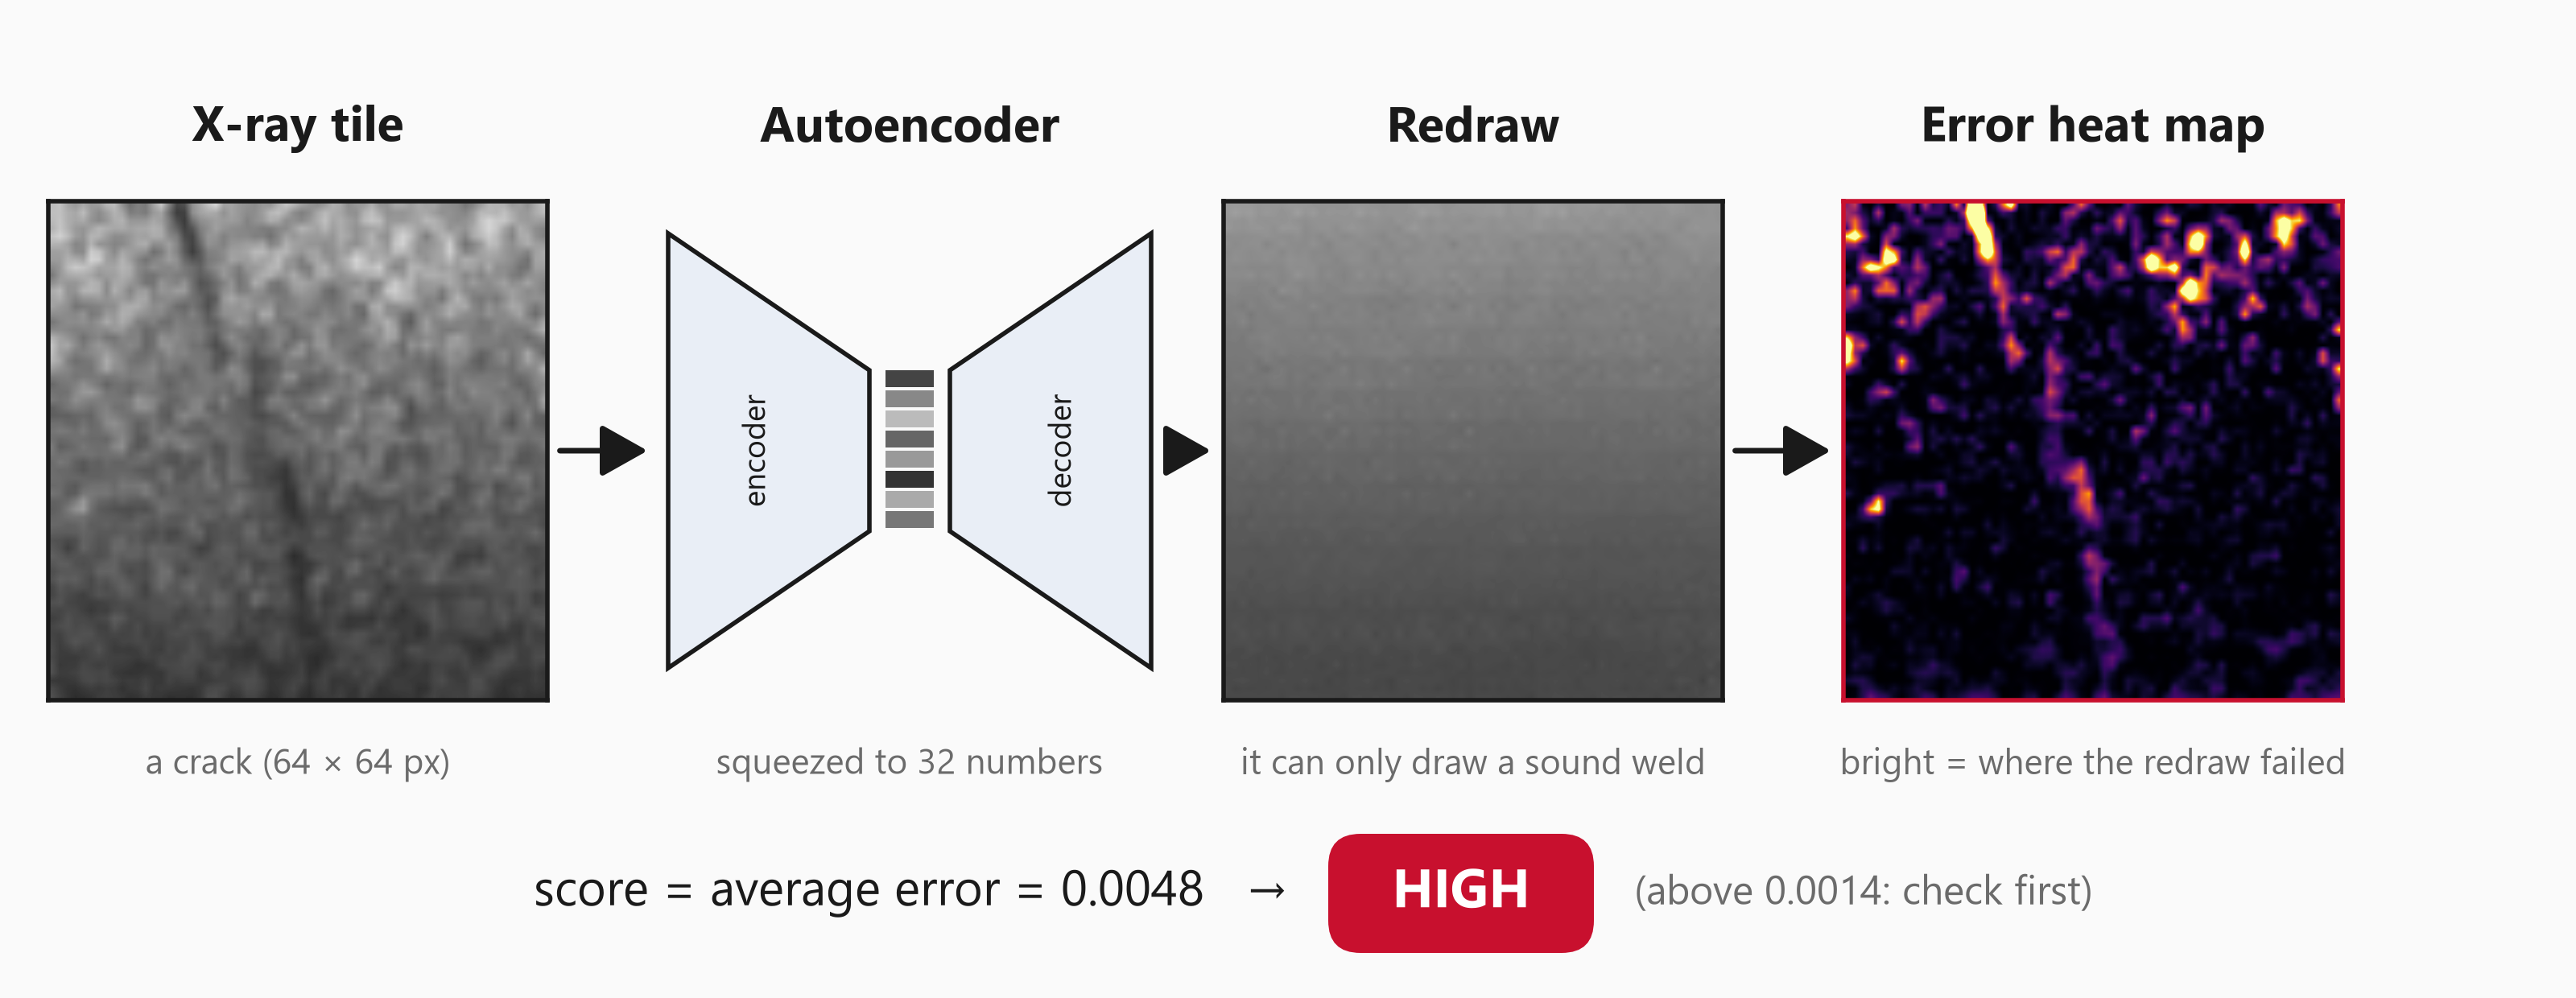 X-ray tile
Autoencoder
Redraw
Error heat map
encoder
decoder
a crack (64 × 64 px)
squeezed to 32 numbers
it can only draw a sound weld
bright = where the redraw failed
score = average error = 0.0048 → HIGH (above 0.0014: check first)